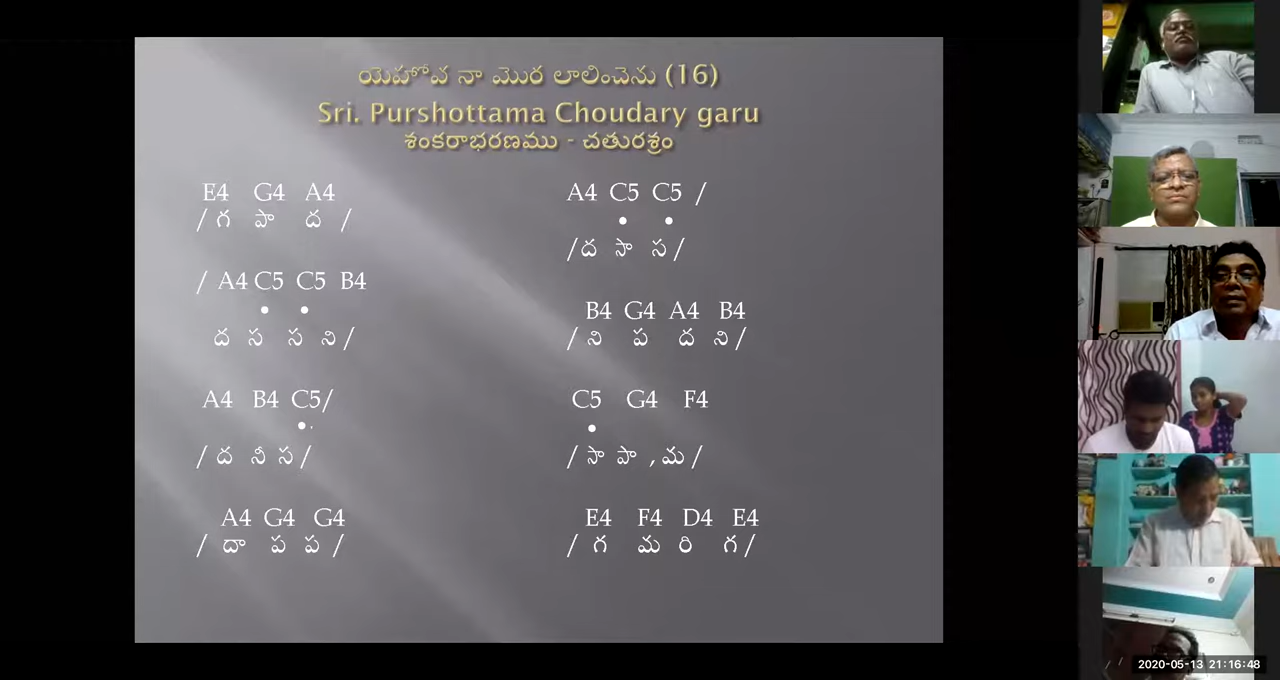 యెహోవ నా మొర లాలించెను (16)
Sri. Purshottama Choudary garu
శంకరాభరణము - చతురశ్రం
E4 G4 A4
/ గ పా ద /
/ A4 C5 C5 B4
ద స స ని /
A4 B4 C5/
/ ద నీ స /
A4 G4 G4
/ దా ప ప /
A4 C5 C5 /
/ద సా స/
B4 G4 A4 B4
/ ని ప ద ని/
C5 G4 F4
/ సా పా ,మ /
E4 F4 D4 E4
/ గ మ రి గ/
2020-05-13 21:16:48